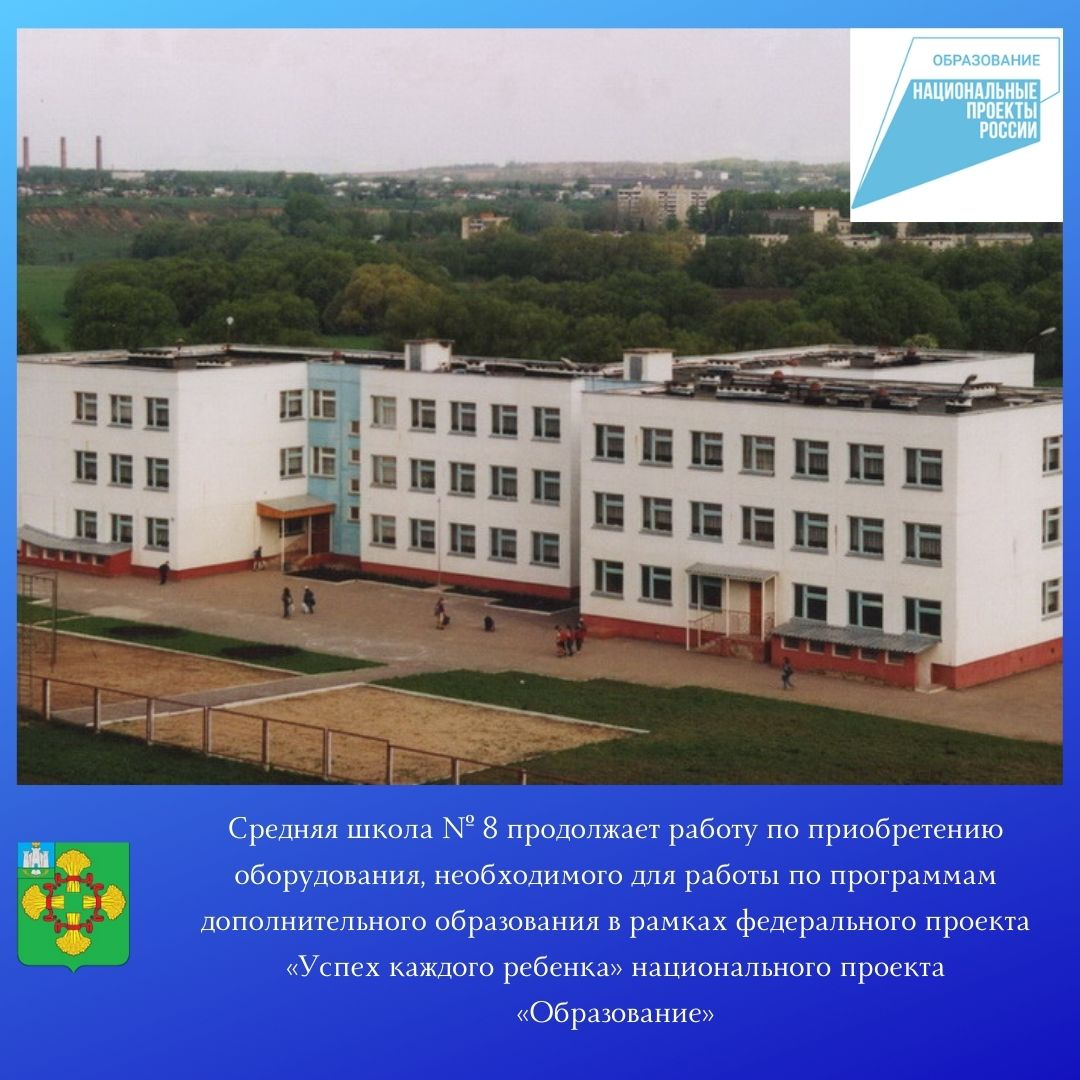 ОБРАЗОВАНИЕ
НАЦИОНАЛЬНЫЕ
ПРОЕКТЫ
РОССИИ
Средняя школа № 8 продолжает работу по приобретению
оборудования, необходимого для работы по программам
дополнительного образования в рамках федерального проекта
«Успех каждого ребенка» национального проекта
«Образование»